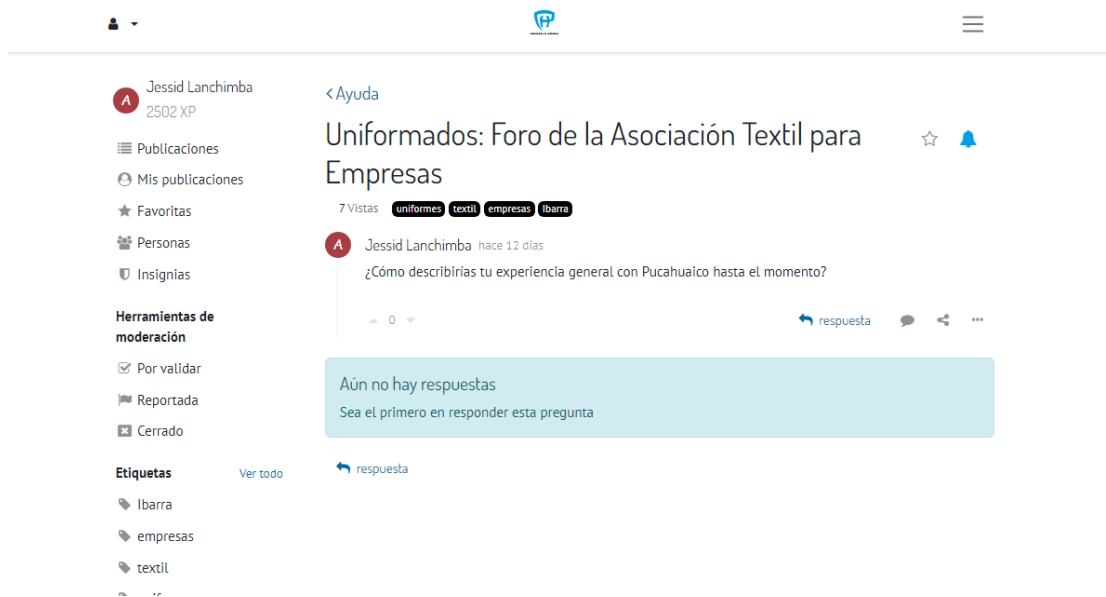 A
Jessid Lanchimba
2502 XP
Publicaciones
Mis publicaciones
Favoritas
Personas
Insignias
Herramientas de
moderación
Por validar
Reportada
Cerrado
Etiquetas Ver todo
Ibarra
empresas
textil
< Ayuda
Uniformados: Foro de la Asociación Textil para
Empresas
7 Vistas uniformes textil empresas Ibarra
A Jessid Lanchimba hace 12 días
¿Cómo describirías tu experiencia general con Pucahuaico hasta el momento?
0 respuesta
Aún no hay respuestas
Sea el primero en responder esta pregunta
respuesta